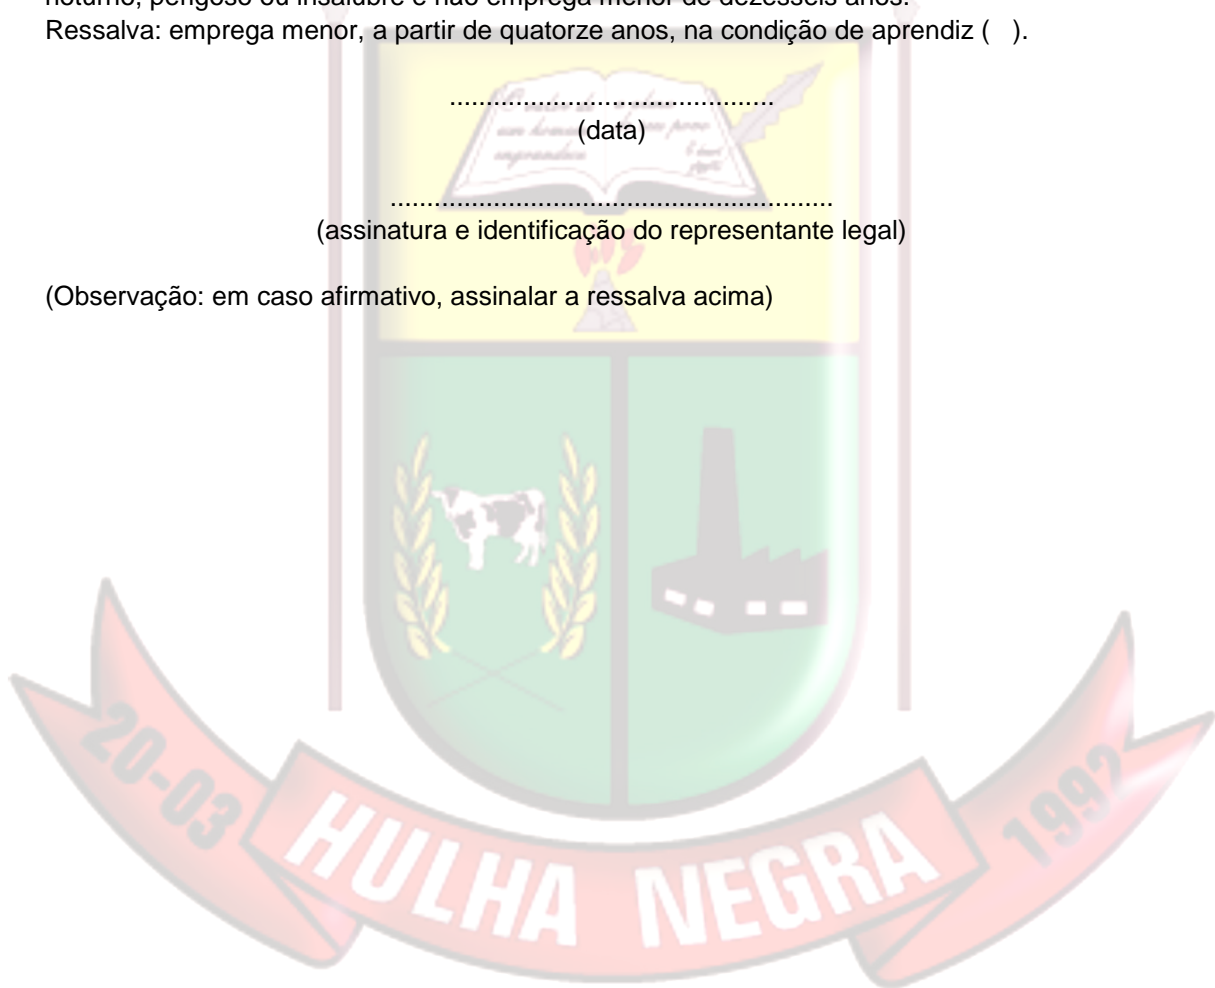 noturno, perigoso ou insalubre e não emprega menor de dezesseis anos.
Ressalva: emprega menor, a partir de quatorze anos, na condição de aprendiz (   ).
............................................
(data)
............................................................
(assinatura e identificação do representante legal)
(Observação: em caso afirmativo, assinalar a ressalva acima)
20-03
HULHA NEGRA
1992